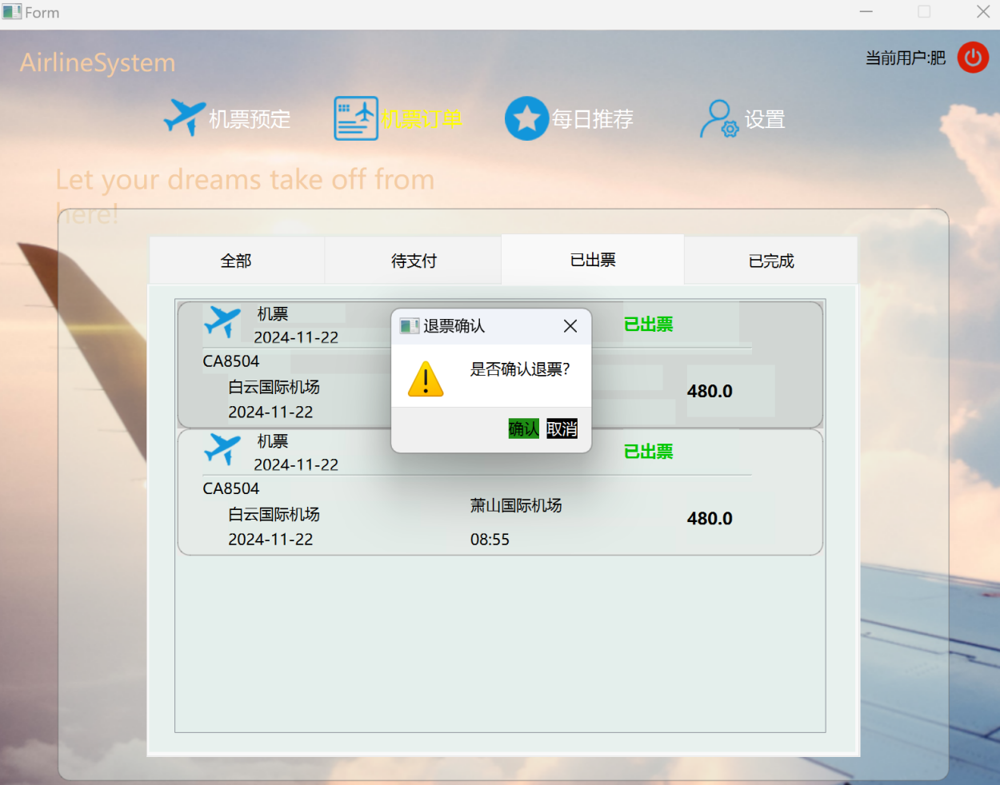 Form
AirlineSystem
当前用户:肥
机票预定
机票订单
每日推荐
设置
Let your dreams take off from
here!
全部
待支付
已出票
已完成
机票
2024-11-22
已出票
CA8504
白云国际机场
2024-11-22
480.0
退票确认
是否确认退票?
确认
取消
机票
2024-11-22
已出票
CA8504
白云国际机场
2024-11-22
萧山国际机场
08:55
480.0